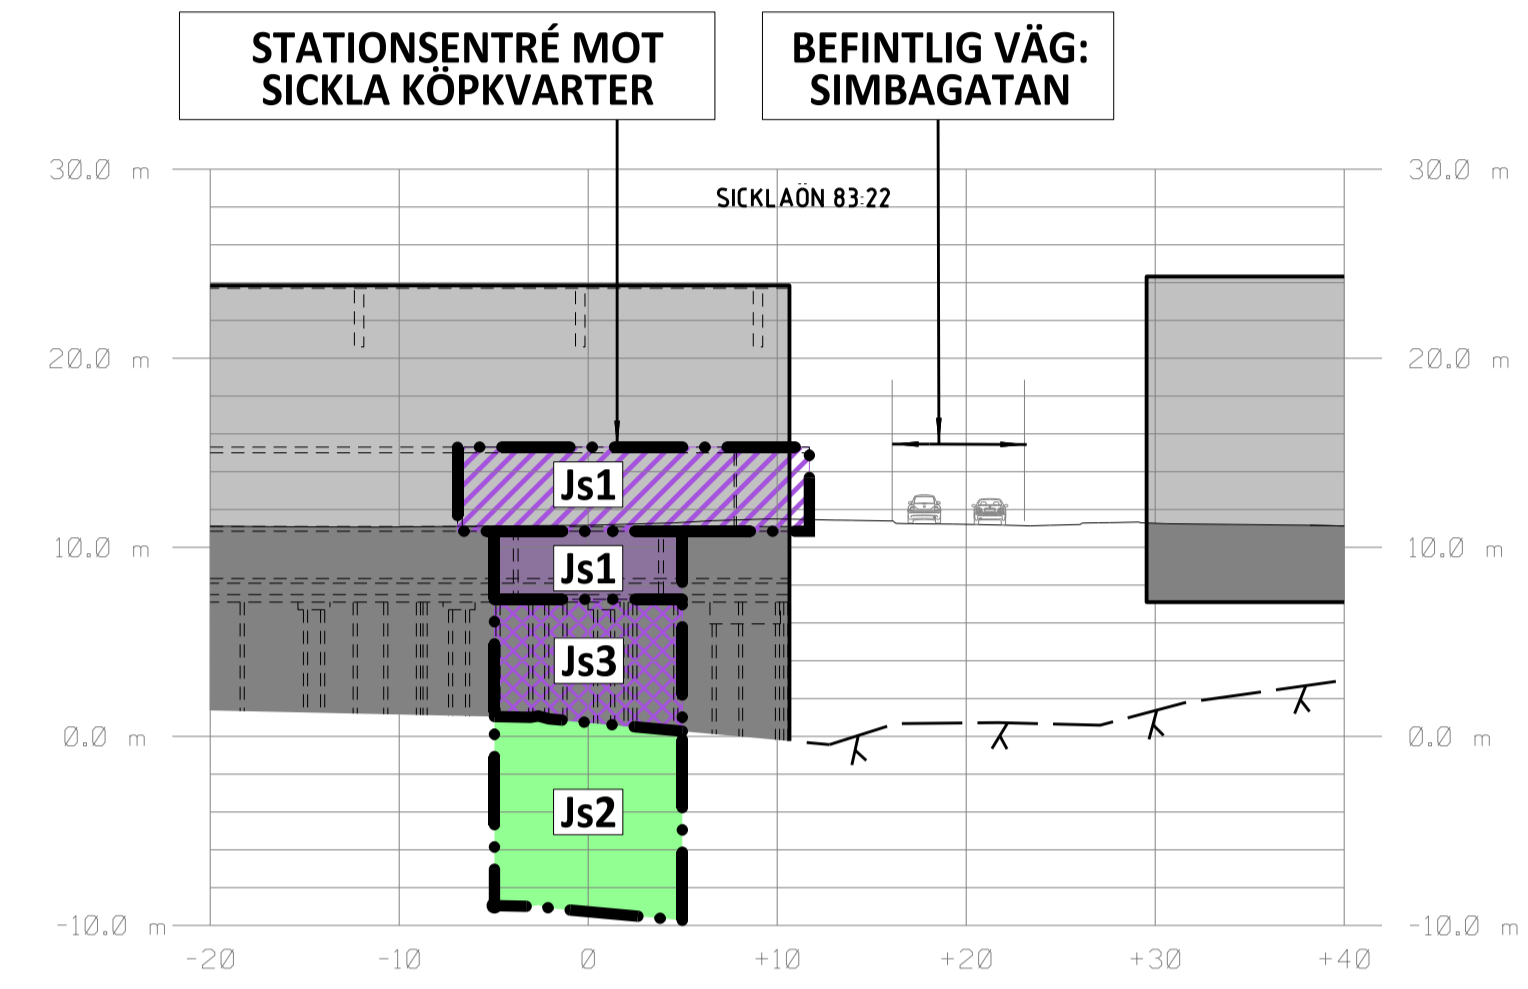 STATIONSENTRÉ MOT
SICKLA KÖPKVARTER
BEFINTLIG VÄG:
SIMBAGATAN
30.0 m
30.0 m
SICKLAÖN 83:22
20.0 m
20.0 m
Js1
10.0 m
Js1
10.0 m
Js3
0.0 m
0.0 m
Js2
-10.0 m
-10.0 m
-20 -10 0 +10 +20 +30 +40